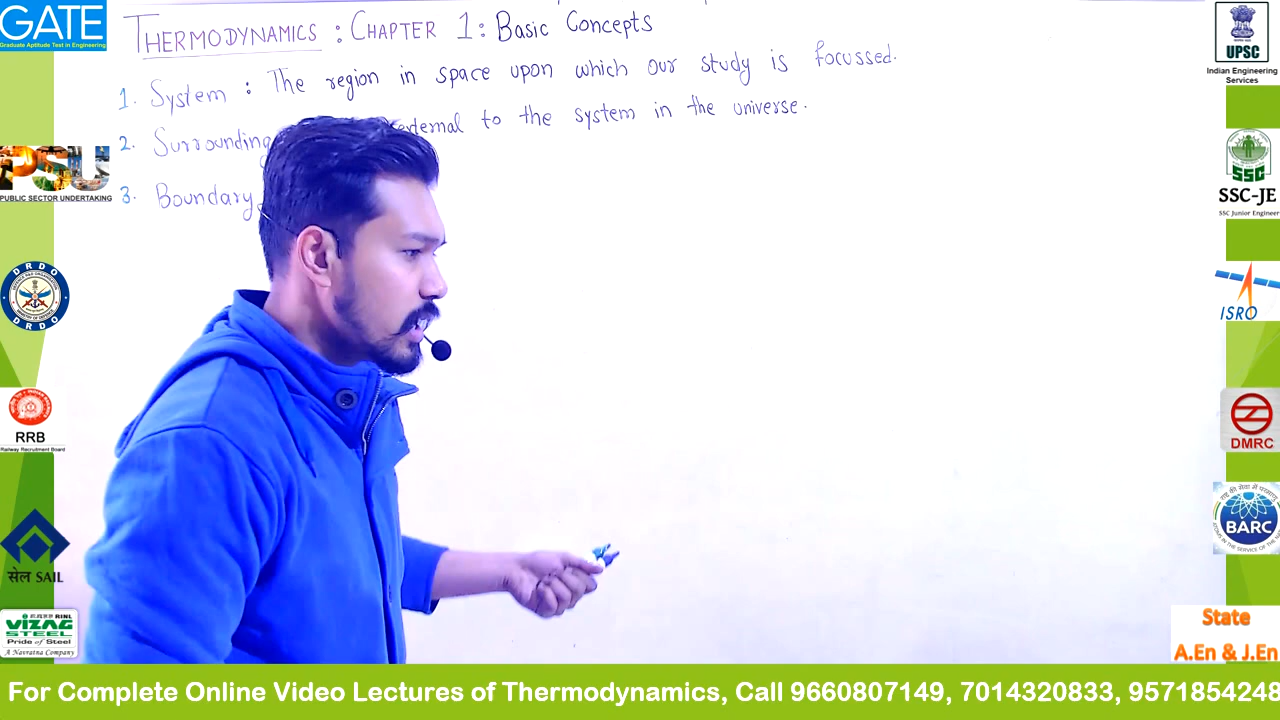 GATE
Graduate Aptitude Test in Engineering
THERMODYNAMICS : CHAPTER 1 : Basic Concepts
1. System : The region in space upon which our study is focussed.
2. Surrounding external to the system in the universe.
3. Boundary
PSU
PUBLIC SECTOR UNDERTAKING
DRDO
DRDO
RRB
Railway Recruitment Board
सेल SAIL
RINL
VIZAG
STEEL
Pride of Steel
A Navratna Company
UPSC
Indian Engineering
Services
SSC
SSC-JE
SSC Junior Engineer
ISRO
DMRC
BARC
State
A.En & J.En
For Complete Online Video Lectures of Thermodynamics, Call 9660807149, 7014320833, 9571854248